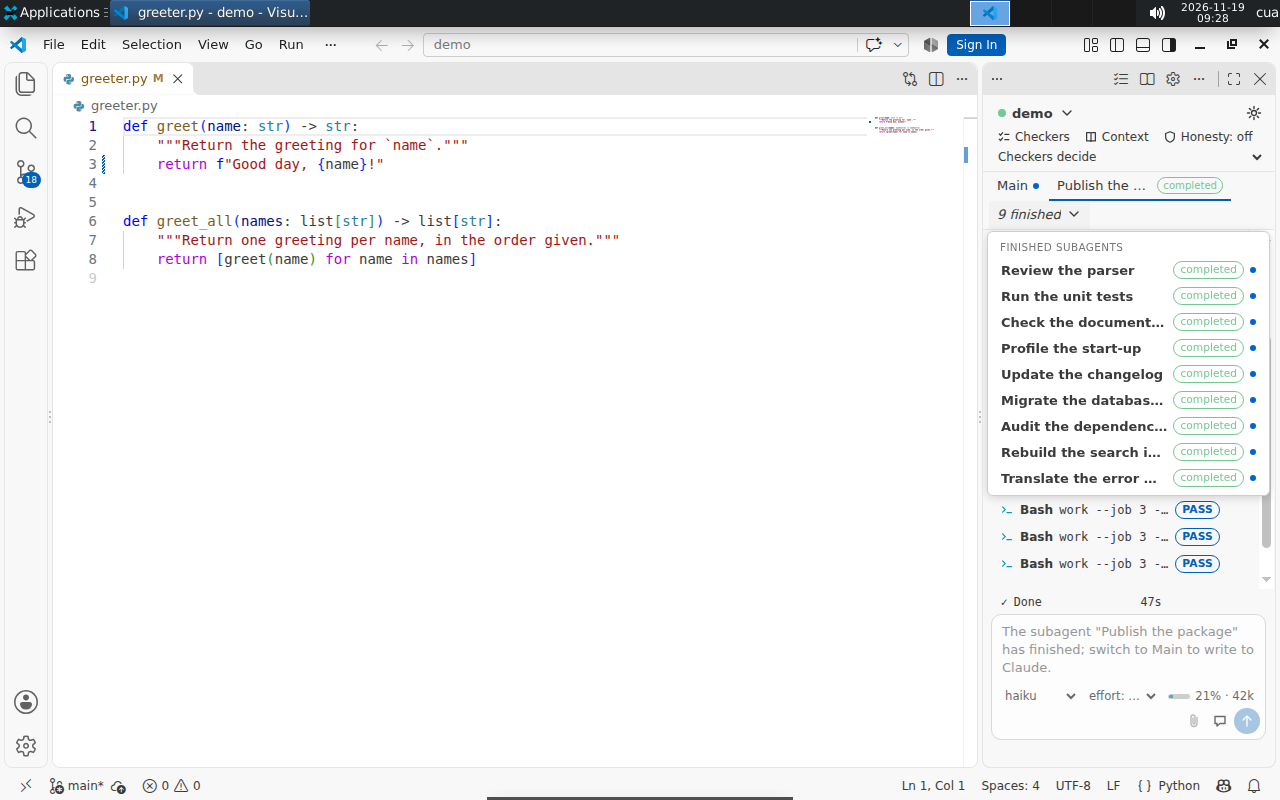 Applications
greeter.py - demo - Visu...
2026-11-19
09:28
cua
File Edit Selection View Go Run ···
demo
Sign In
greeter.py M
greeter.py
1 def greet(name: str) -> str:
2 """Return the greeting for `name`."""
3 return f"Good day, {name}!"
4
5
6 def greet_all(names: list[str]) -> list[str]:
7 """Return one greeting per name, in the order given."""
8 return [greet(name) for name in names]
9
18
demo
Checkers Context Honesty: off
Checkers decide
Main Publish the ... completed
9 finished
FINISHED SUBAGENTS
Review the parser completed
Run the unit tests completed
Check the document... completed
Profile the start-up completed
Update the changelog completed
Migrate the databas... completed
Audit the dependenc... completed
Rebuild the search i... completed
Translate the error ... completed
Bash work --job 3 -... PASS
Bash work --job 3 -... PASS
Bash work --job 3 -... PASS
✓ Done 47s
The subagent "Publish the package"
has finished; switch to Main to write to
Claude.
haiku effort: ... 21% · 42k
main* 0 0
Ln 1, Col 1 Spaces: 4 UTF-8 LF { } Python